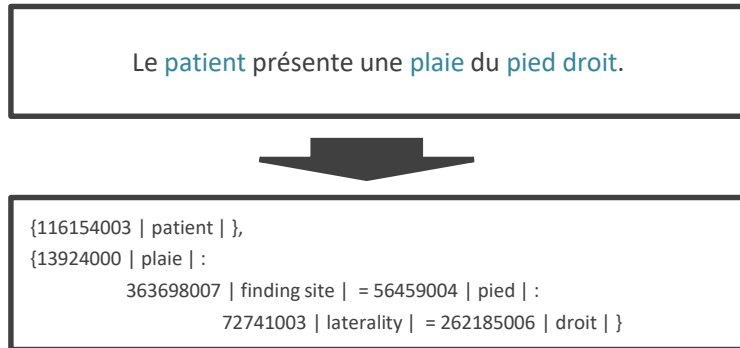 Le patient présente une plaie du pied droit.
{116154003 | patient | },
{13924000 | plaie | :
363698007 | finding site |  = 56459004 | pied | :
72741003 | laterality |  = 262185006 | droit | }